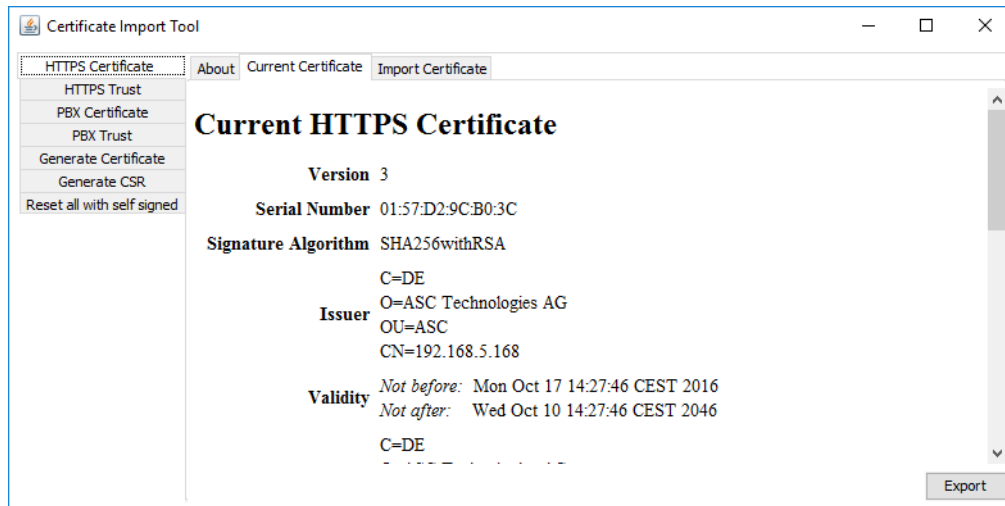 Certificate Import Tool
HTTPS Certificate
HTTPS Trust
PBX Certificate
PBX Trust
Generate Certificate
Generate CSR
Reset all with self signed
About Current Certificate Import Certificate
Current HTTPS Certificate
Version 3
Serial Number 01:57:D2:9C:B0:3C
Signature Algorithm SHA256withRSA
Issuer
C=DE
O=ASC Technologies AG
OU=ASC
CN=192.168.5.168
Validity
Not before: Mon Oct 17 14:27:46 CEST 2016
Not after: Wed Oct 10 14:27:46 CEST 2046
C=DE
Export